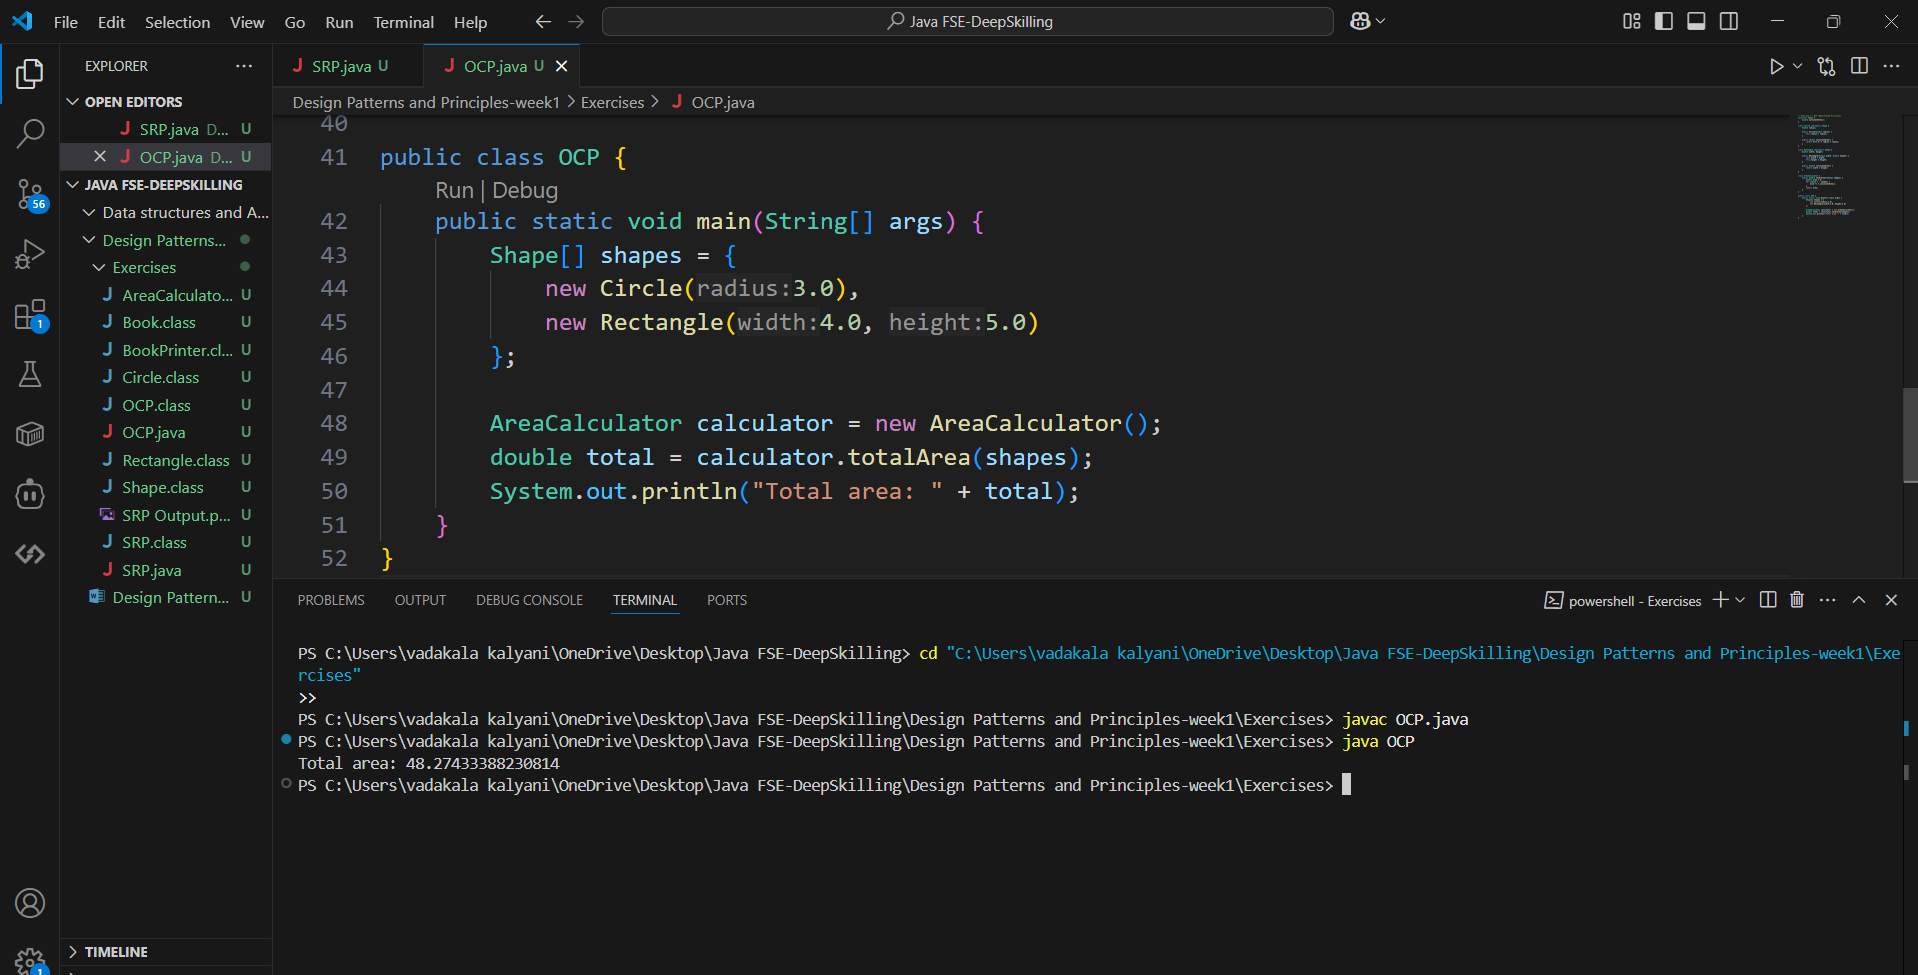 File Edit Selection View Go Run Terminal Help
Java FSE-DeepSkilling
EXPLORER
OPEN EDITORS
SRP.java D... U
OCP.java D... U
JAVA FSE-DEEPSKILLING
Data structures and A...
Design Patterns...
Exercises
AreaCalculato... U
Book.class U
BookPrinter.cl... U
Circle.class U
OCP.class U
OCP.java U
Rectangle.class U
Shape.class U
SRP Output.p... U
SRP.class U
SRP.java U
Design Pattern... U
TIMELINE
56
1
1
SRP.java U
OCP.java U
Design Patterns and Principles-week1 > Exercises > OCP.java
40
41 public class OCP {
Run | Debug
42 public static void main(String[] args) {
43 Shape[] shapes = {
44 new Circle(radius:3.0),
45 new Rectangle(width:4.0, height:5.0)
46 };
47
48 AreaCalculator calculator = new AreaCalculator();
49 double total = calculator.totalArea(shapes);
50 System.out.println("Total area: " + total);
51 }
52 }
PROBLEMS OUTPUT DEBUG CONSOLE TERMINAL PORTS
powershell - Exercises
PS C:\Users\vadakala kalyani\OneDrive\Desktop\Java FSE-DeepSkilling> cd "C:\Users\vadakala kalyani\OneDrive\Desktop\Java FSE-DeepSkilling\Design Patterns and Principles-week1\Exe
rcises"
>>
PS C:\Users\vadakala kalyani\OneDrive\Desktop\Java FSE-DeepSkilling\Design Patterns and Principles-week1\Exercises> javac OCP.java
PS C:\Users\vadakala kalyani\OneDrive\Desktop\Java FSE-DeepSkilling\Design Patterns and Principles-week1\Exercises> java OCP
Total area: 48.27433388230814
PS C:\Users\vadakala kalyani\OneDrive\Desktop\Java FSE-DeepSkilling\Design Patterns and Principles-week1\Exercises>